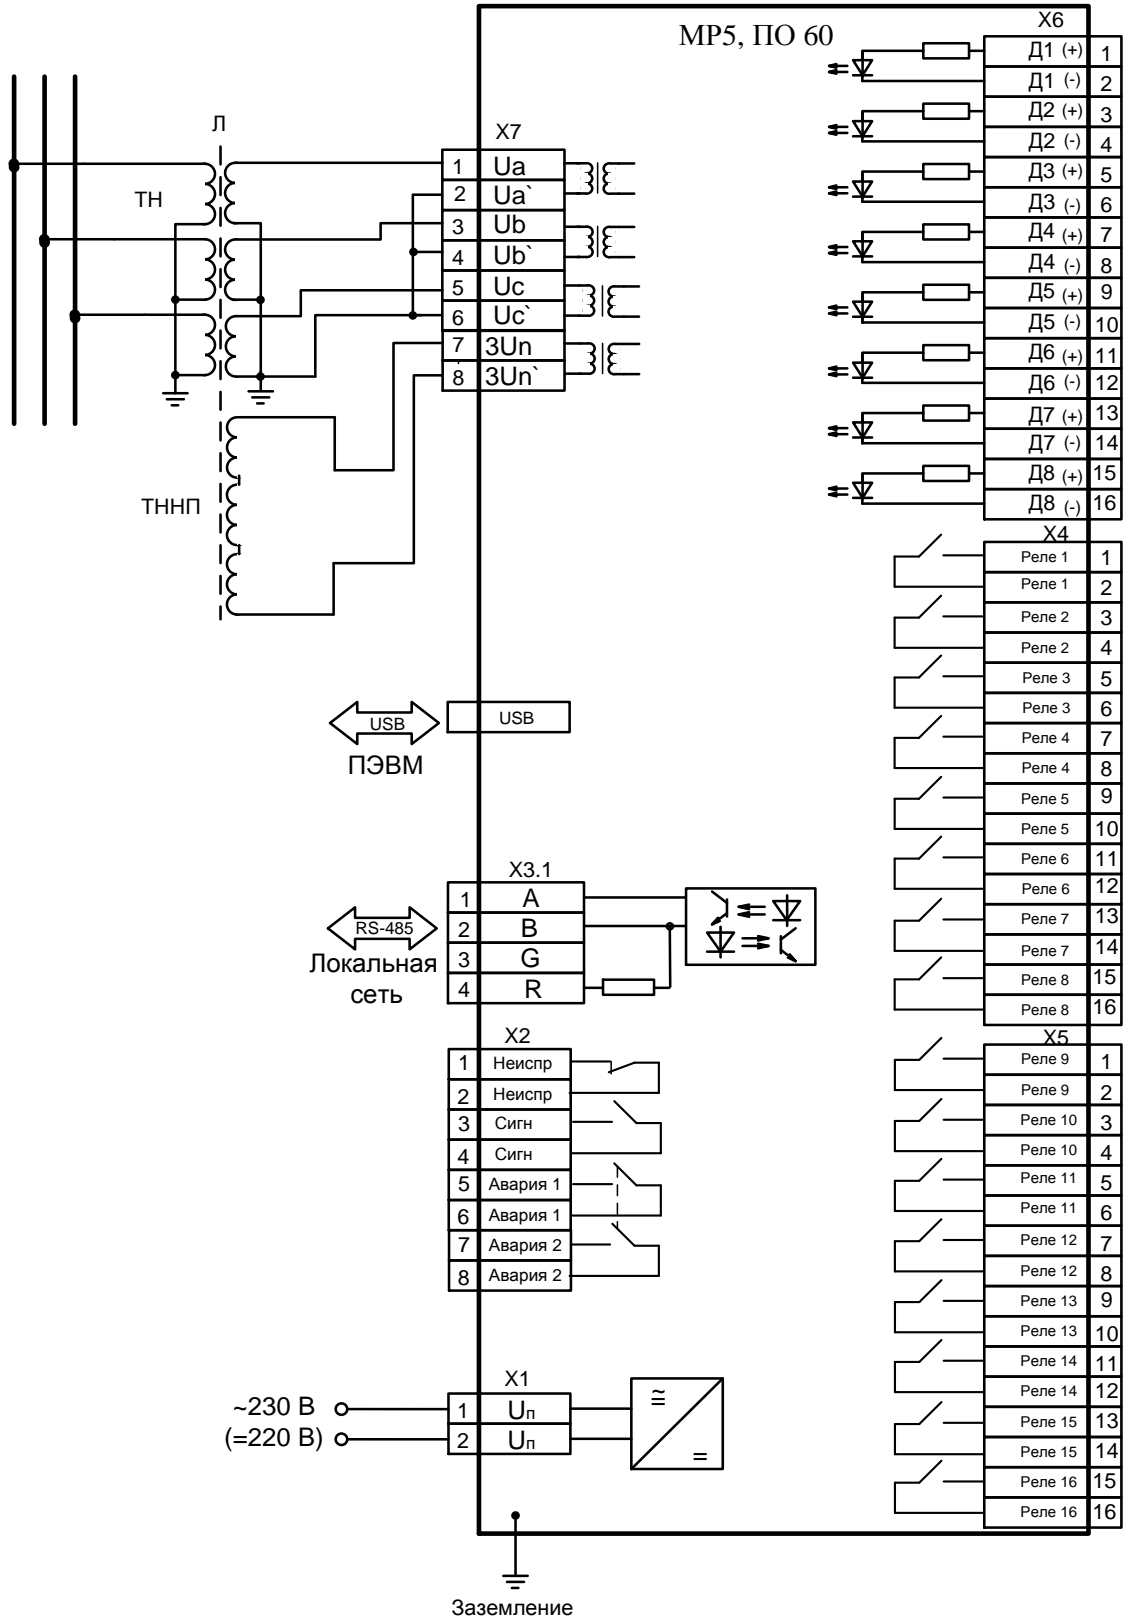 МР5, ПО 60
Л
ТН
ТННП
X7
1 Ua
2 Ua`
3 Ub
4 Ub`
5 Uc
6 Uc`
7 3Un
8 3Un`
USB
USB
ПЭВМ
X3.1
1 A
2 B
3 G
4 R
RS-485
Локальная
сеть
X2
1 Неиспр
2 Неиспр
3 Сигн
4 Сигн
5 Авария 1
6 Авария 1
7 Авария 2
8 Авария 2
X1
~230 В
(=220 В)
1 Uп
2 Uп
≅
=
Заземление
X6
Д1 (+) 1
Д1 (-) 2
Д2 (+) 3
Д2 (-) 4
Д3 (+) 5
Д3 (-) 6
Д4 (+) 7
Д4 (-) 8
Д5 (+) 9
Д5 (-) 10
Д6 (+) 11
Д6 (-) 12
Д7 (+) 13
Д7 (-) 14
Д8 (+) 15
Д8 (-) 16
X4
Реле 1 1
Реле 1 2
Реле 2 3
Реле 2 4
Реле 3 5
Реле 3 6
Реле 4 7
Реле 4 8
Реле 5 9
Реле 5 10
Реле 6 11
Реле 6 12
Реле 7 13
Реле 7 14
Реле 8 15
Реле 8 16
X5
Реле 9 1
Реле 9 2
Реле 10 3
Реле 10 4
Реле 11 5
Реле 11 6
Реле 12 7
Реле 12 8
Реле 13 9
Реле 13 10
Реле 14 11
Реле 14 12
Реле 15 13
Реле 15 14
Реле 16 15
Реле 16 16